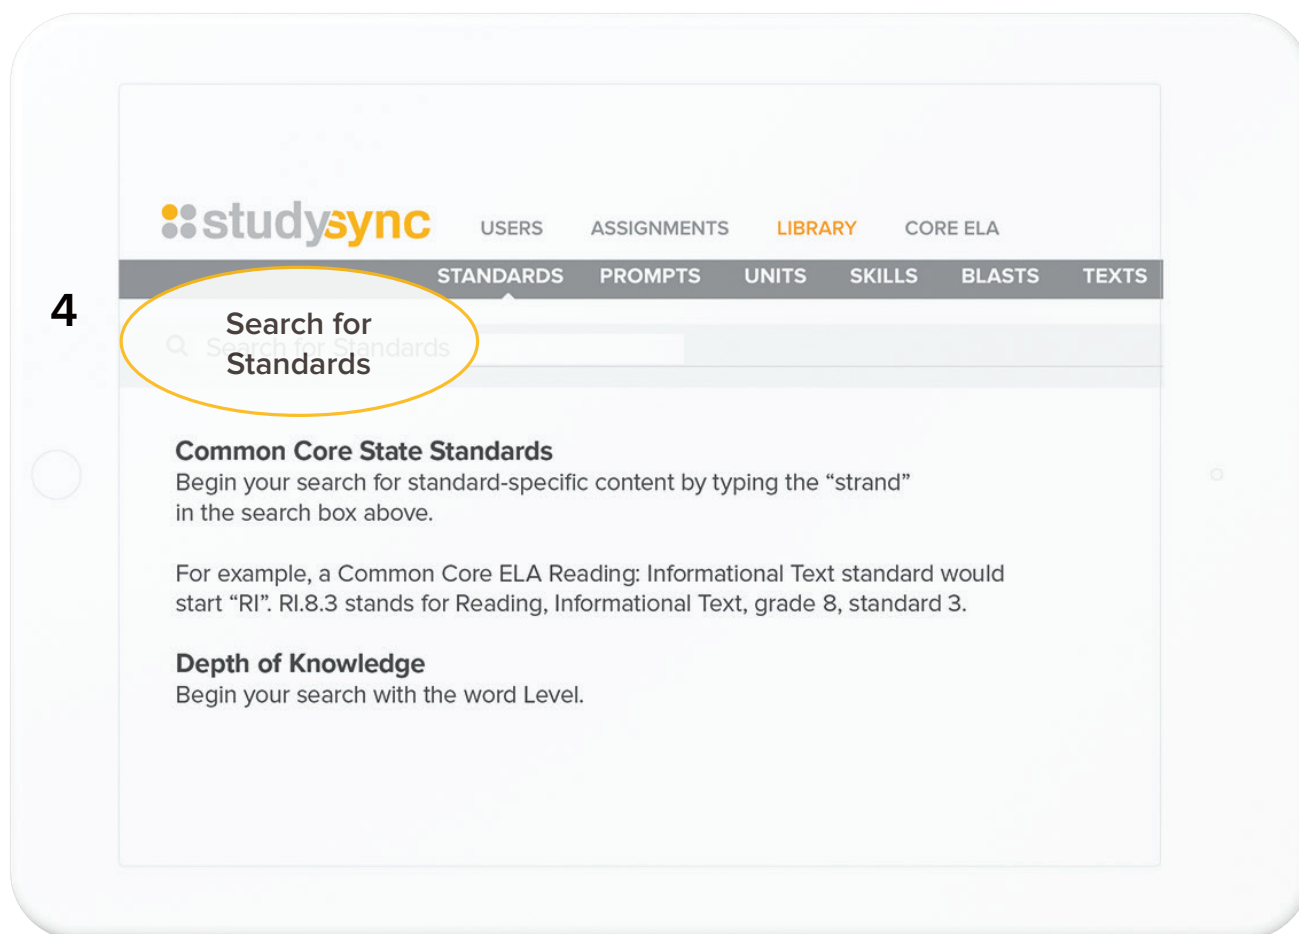 studysync USERS ASSIGNMENTS LIBRARY CORE ELA
STANDARDS PROMPTS UNITS SKILLS BLASTS TEXTS
4
Search for
Standards
Search for Standards
Common Core State Standards
Begin your search for standard-specific content by typing the “strand”
in the search box above.
For example, a Common Core ELA Reading: Informational Text standard would
start “RI”. RI.8.3 stands for Reading, Informational Text, grade 8, standard 3.
Depth of Knowledge
Begin your search with the word Level.